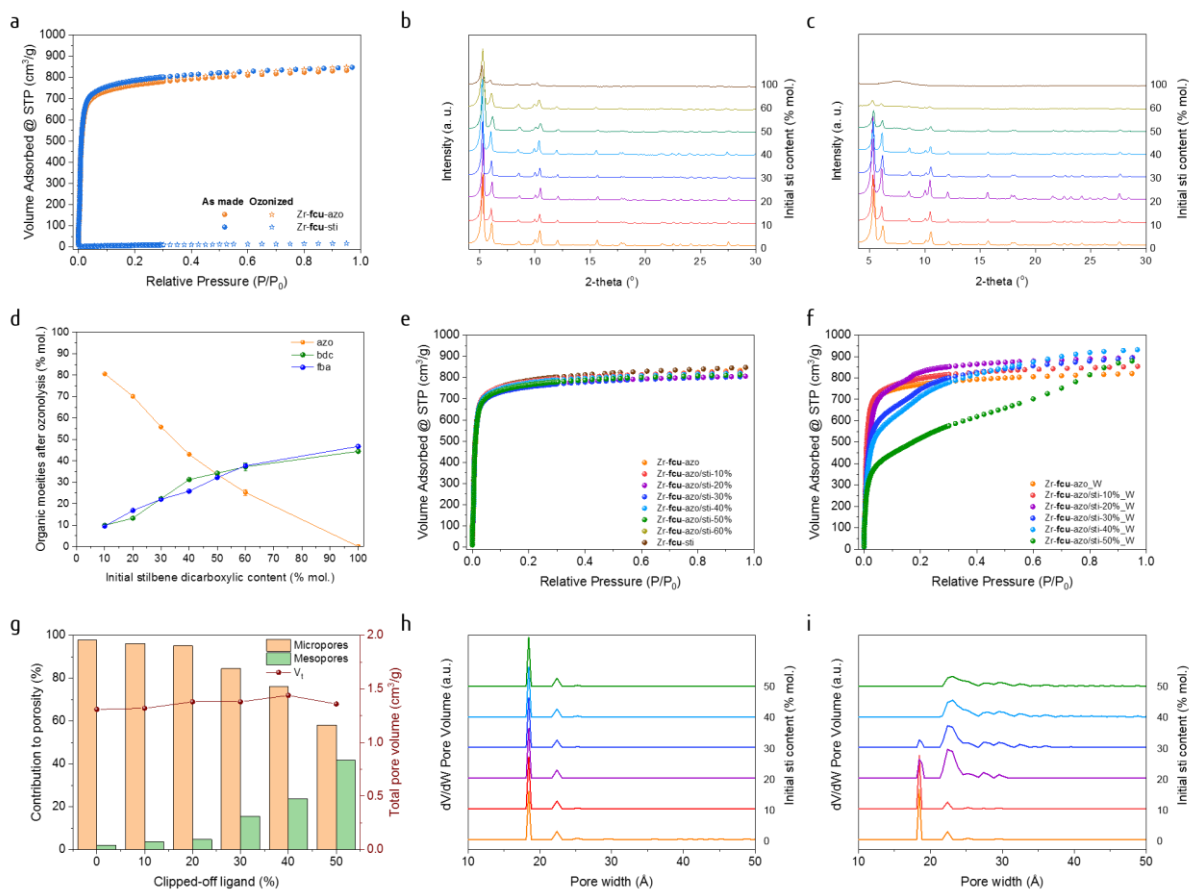 a
Volume Adsorbed @ STP (cm³/g)
1000
900
800
700
600
500
400
300
200
100
0
As made Ozonized
Zr-fcu-azo
Zr-fcu-sti
0.0 0.2 0.4 0.6 0.8 1.0
Relative Pressure (P/P₀)
b
Intensity (a. u.)
100
60
50
40
30
20
10
0
Initial sti content (% mol.)
5 10 15 20 25 30
2-theta (°)
c
Intensity (a. u.)
100
60
50
40
30
20
10
0
Initial sti content (% mol.)
5 10 15 20 25 30
2-theta (°)
d
Organic moeities after ozonolysis (% mol.)
100
90
80
70
60
50
40
30
20
10
0
azo
bdc
fba
10 20 30 40 50 60 70 80 90 100
Initial stilbene dicarboxylic content (% mol.)
e
Volume Adsorbed @ STP (cm³/g)
1000
900
800
700
600
500
400
300
200
100
0
Zr-fcu-azo
Zr-fcu-azo/sti-10%
Zr-fcu-azo/sti-20%
Zr-fcu-azo/sti-30%
Zr-fcu-azo/sti-40%
Zr-fcu-azo/sti-50%
Zr-fcu-azo/sti-60%
Zr-fcu-sti
0.0 0.2 0.4 0.6 0.8 1.0
Relative Pressure (P/P₀)
f
Volume Adsorbed @ STP (cm³/g)
1000
900
800
700
600
500
400
300
200
100
0
Zr-fcu-azo_W
Zr-fcu-azo/sti-10%_W
Zr-fcu-azo/sti-20%_W
Zr-fcu-azo/sti-30%_W
Zr-fcu-azo/sti-40%_W
Zr-fcu-azo/sti-50%_W
0.0 0.2 0.4 0.6 0.8 1.0
Relative Pressure (P/P₀)
g
Contribution to porosity (%)
100
80
60
40
20
0
Micropores
Mesopores
Vₜ
2.0
1.5
1.0
0.5
0.0
Total pore volume (cm³/g)
0 10 20 30 40 50
Clipped-off ligand (%)
h
dV/dW Pore Volume (a.u.)
50
40
30
20
10
0
Initial sti content (% mol.)
10 20 30 40 50
Pore width (Å)
i
dV/dW Pore Volume (a.u.)
50
40
30
20
10
0
Initial sti content (% mol.)
10 20 30 40 50
Pore width (Å)